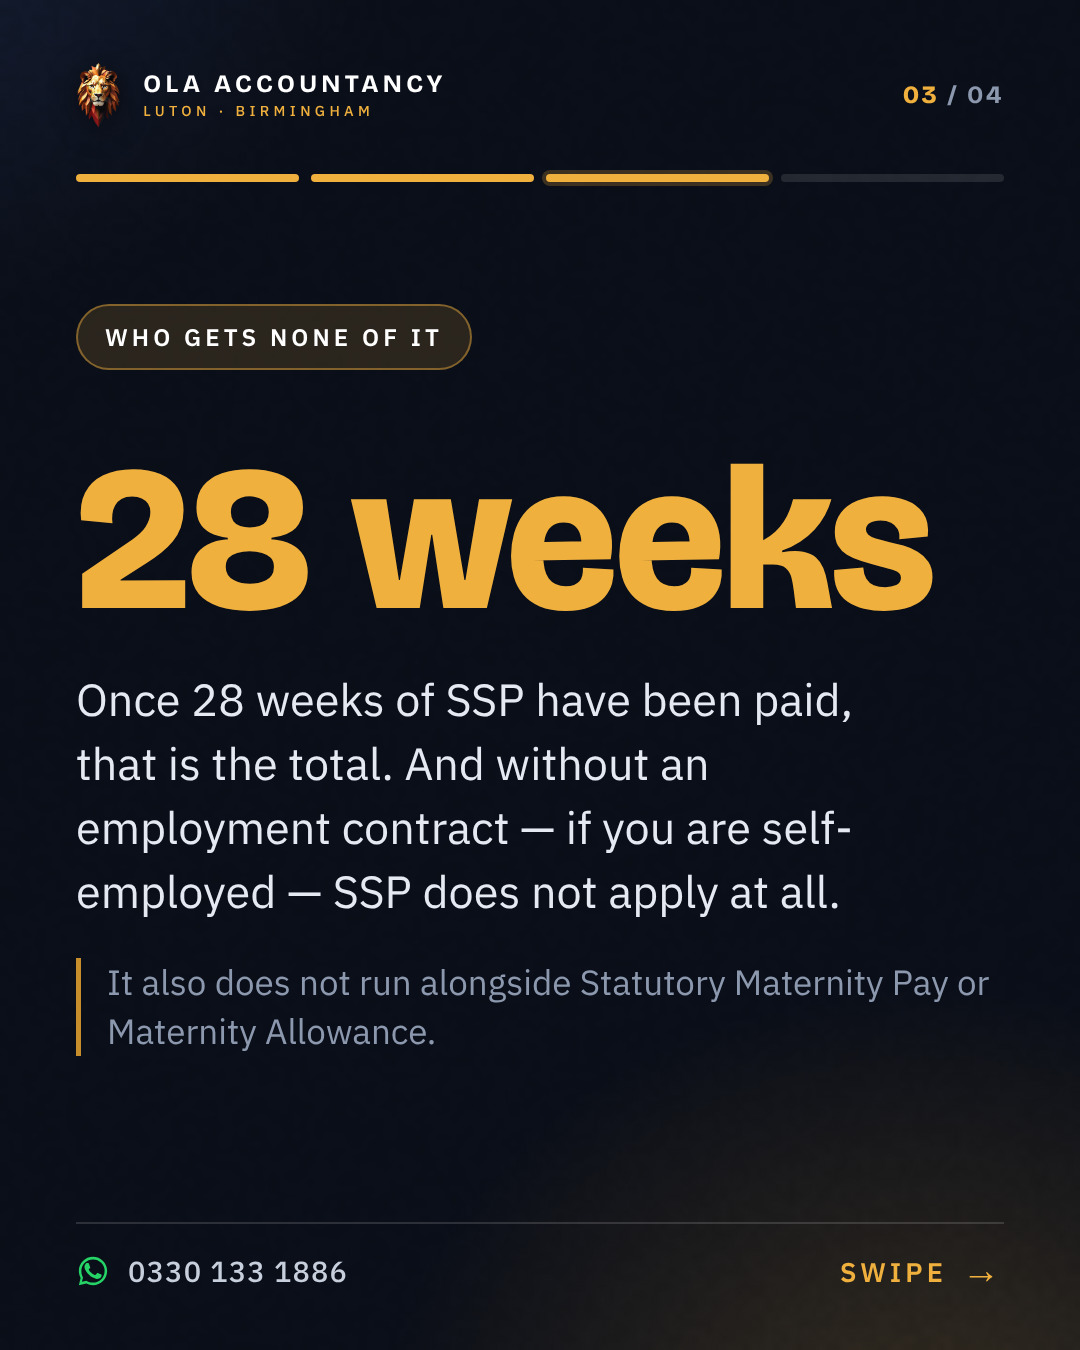 OLA ACCOUNTANCY
LUTON · BIRMINGHAM
03 / 04
WHO GETS NONE OF IT
28 weeks
Once 28 weeks of SSP have been paid,
that is the total. And without an
employment contract — if you are self-
employed — SSP does not apply at all.
It also does not run alongside Statutory Maternity Pay or
Maternity Allowance.
0330 133 1886
SWIPE →